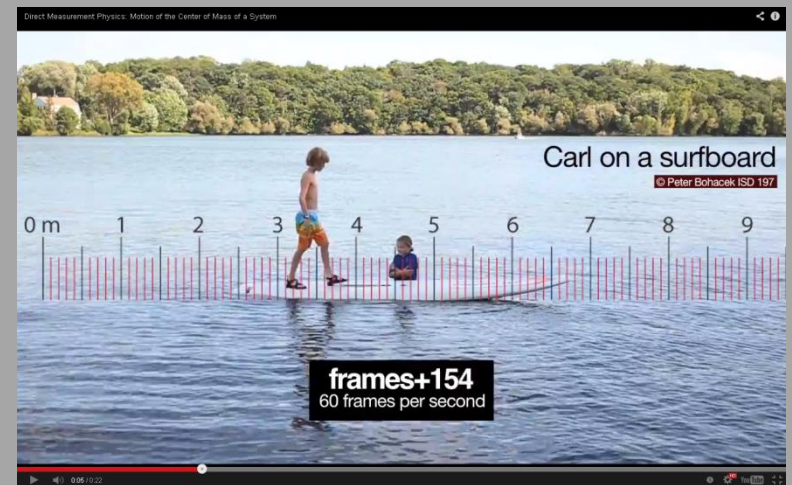 Direct Measurement Physics: Motion of the Center of Mass of a System
Carl on a surfboard
© Peter Bohacek ISD 197
0 m 1 2 3 4 5 6 7 8 9
frames+154
60 frames per second
0:05 / 0:22
You Tube